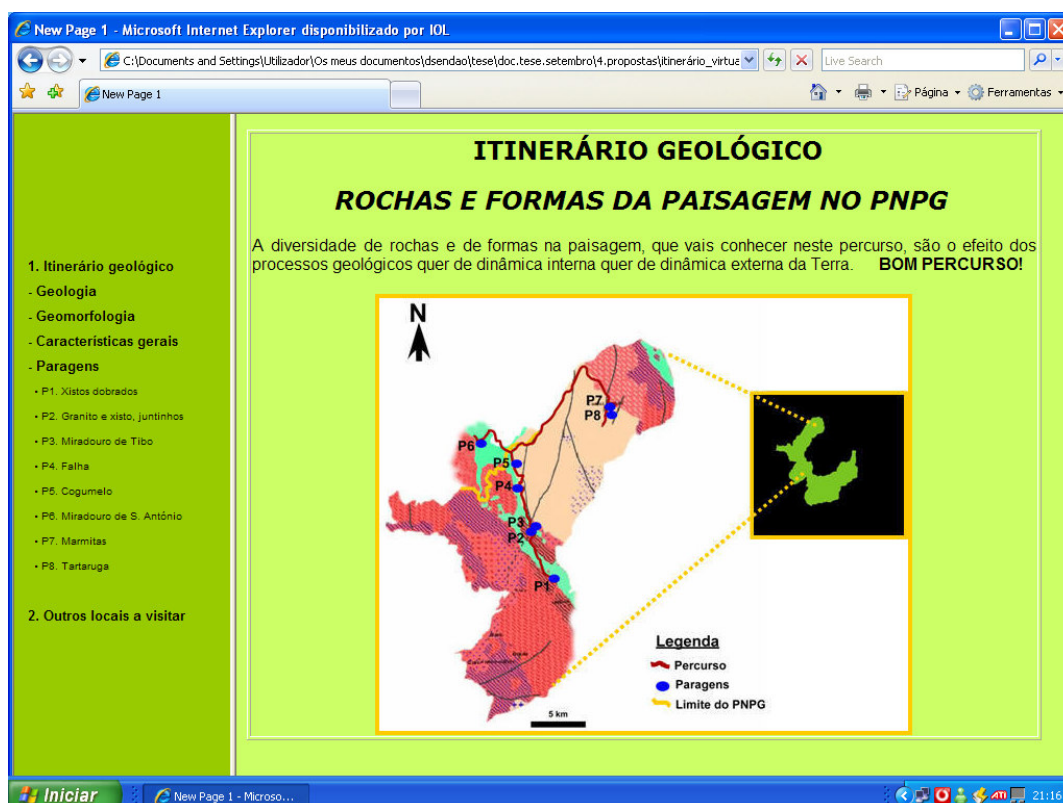 New Page 1 - Microsoft Internet Explorer disponibilizado por IOL
C:\Documents and Settings\Utilizador\Os meus documentos\dsendao\tese\doc.tese.setembro\4.propostas\itinerário_virtua
Live Search
New Page 1
Página
Ferramentas
1. Itinerário geológico
- Geologia
- Geomorfologia
- Características gerais
- Paragens
• P1. Xistos dobrados
• P2. Granito e xisto, juntinhos
• P3. Miradouro de Tibo
• P4. Falha
• P5. Cogumelo
• P6. Miradouro de S. António
• P7. Marmitas
• P8. Tartaruga
2. Outros locais a visitar
ITINERÁRIO GEOLÓGICO
ROCHAS E FORMAS DA PAISAGEM NO PNPG
A diversidade de rochas e de formas na paisagem, que vais conhecer neste percurso, são o efeito dos
processos geológicos quer de dinâmica interna quer de dinâmica externa da Terra. BOM PERCURSO!
N
P7
P8
P6
P5
P4
P3
P2
P1
Legenda
Percurso
Paragens
Limite do PNPG
5 km
Iniciar
New Page 1 - Microso...
ATI
21:16